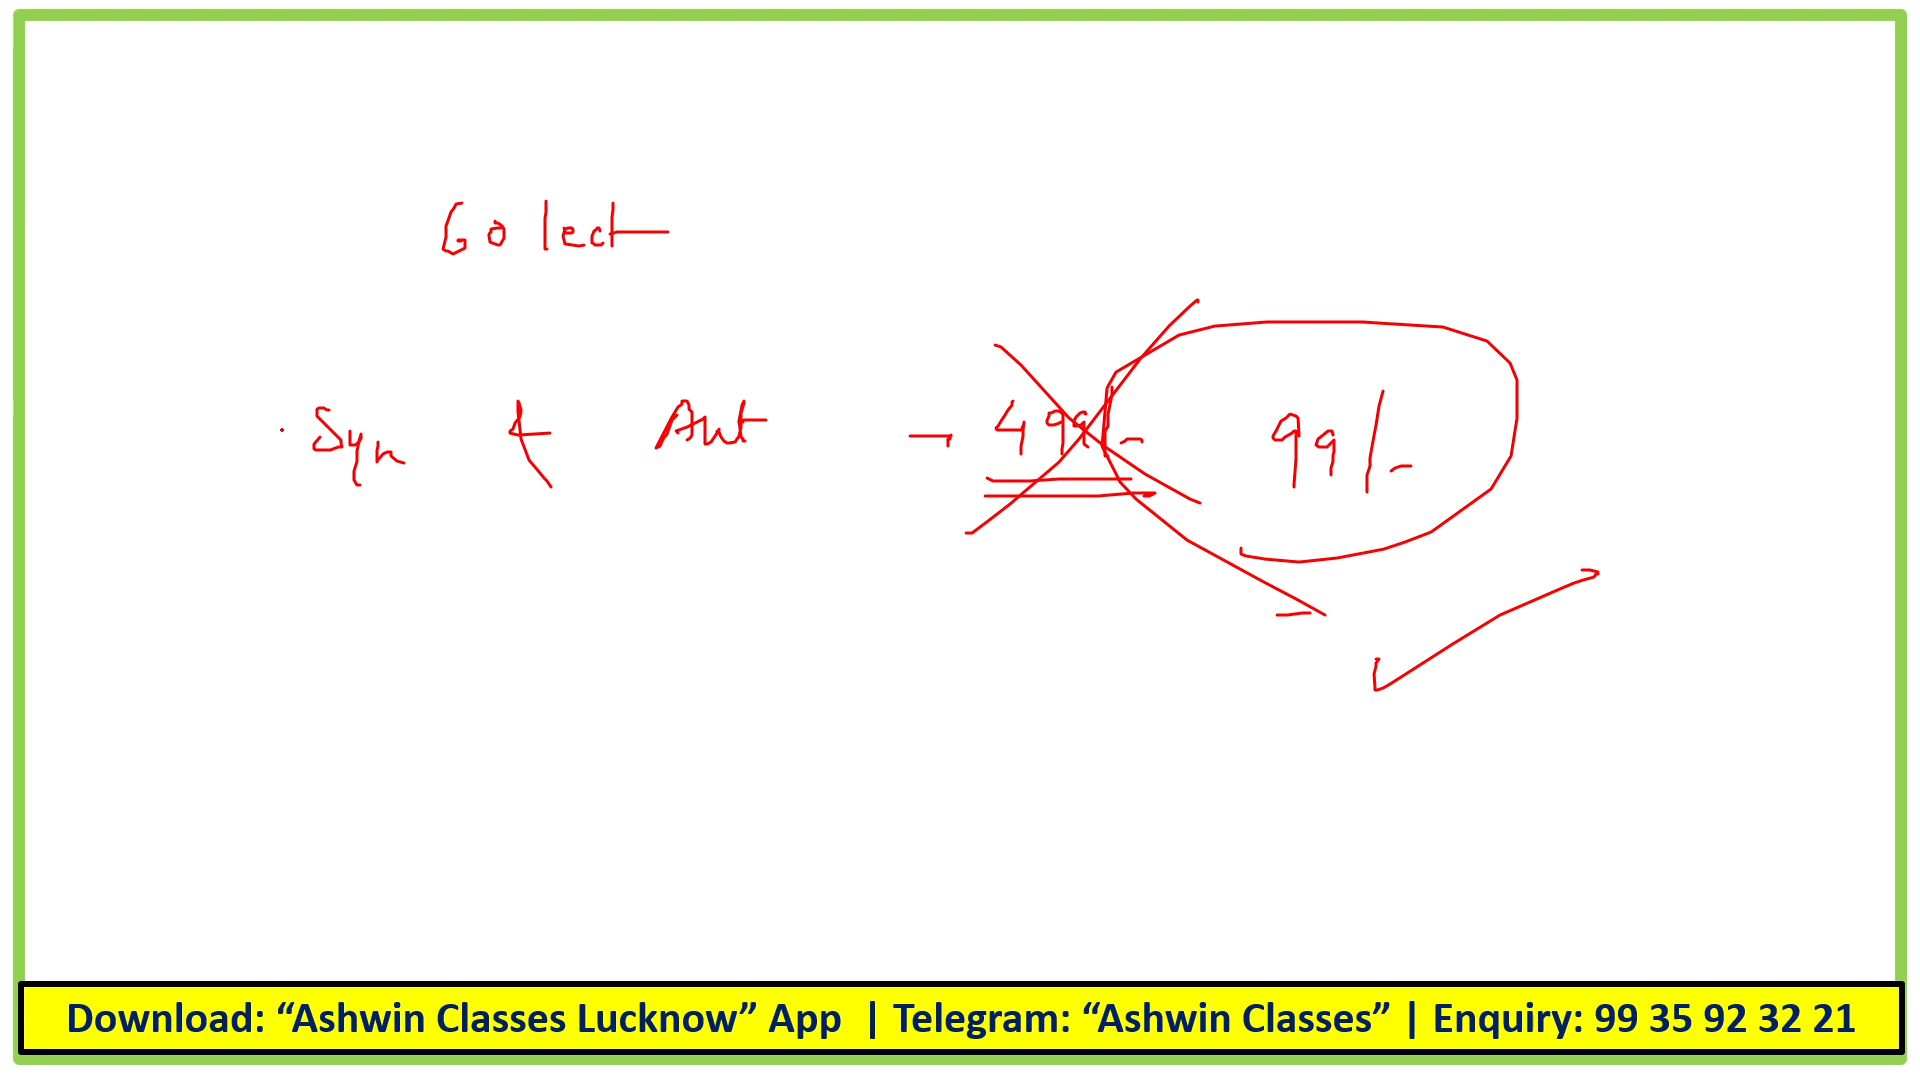 60 lect
Syn & Ant → 499/- 99/-
Download: “Ashwin Classes Lucknow” App | Telegram: “Ashwin Classes” | Enquiry: 99 35 92 32 21